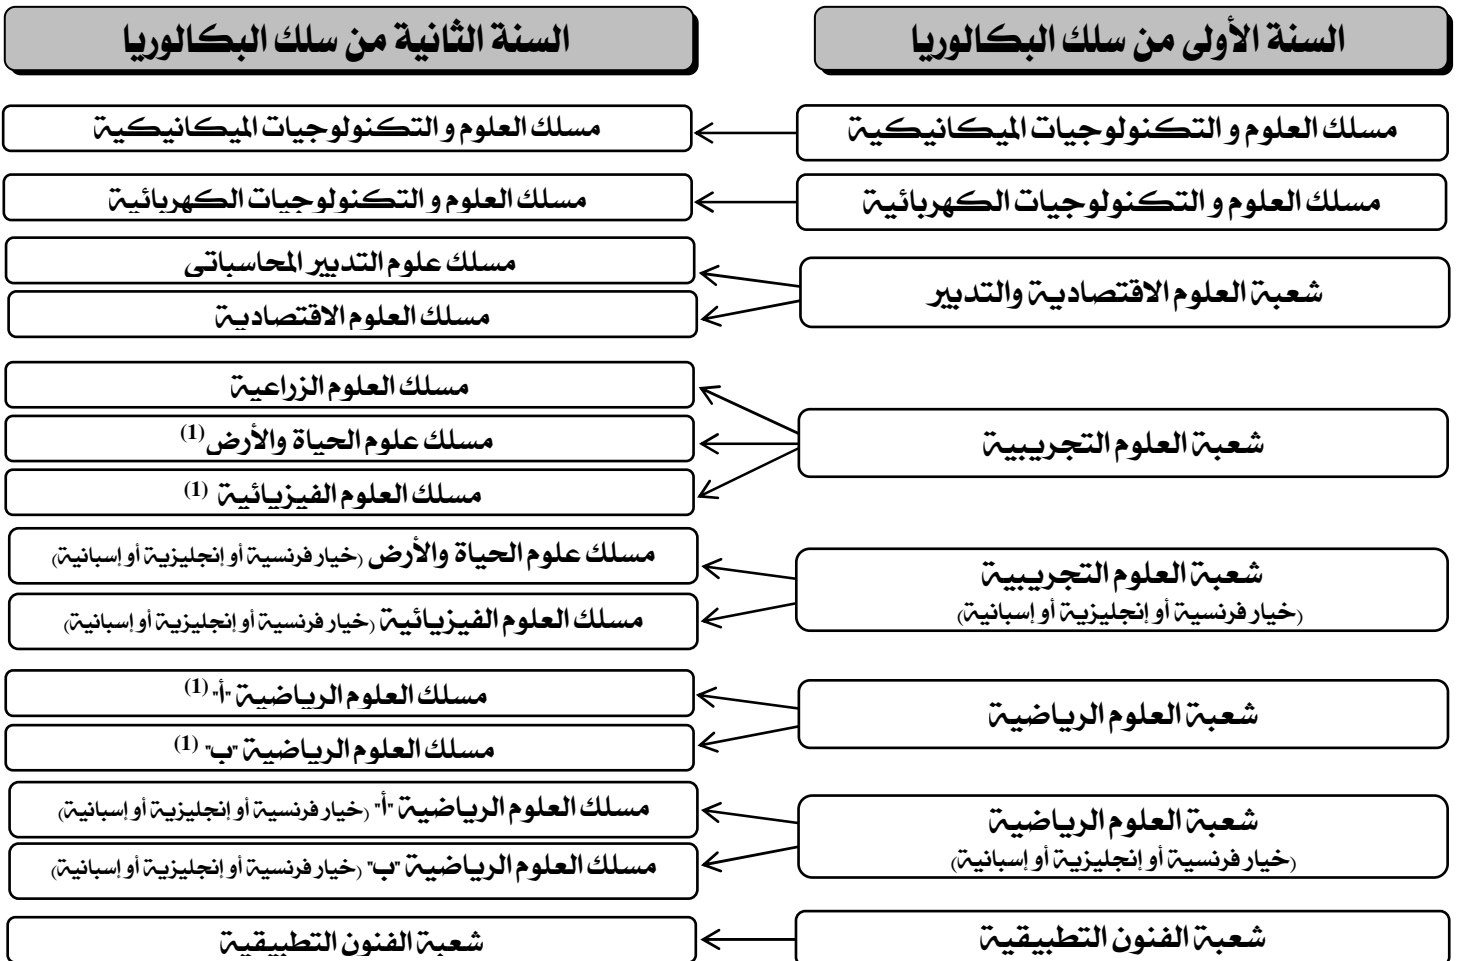 السنة الأولى من سلك البكالوريا
السنة الثانية من سلك البكالوريا
مسلك العلوم و التكنولوجيات الميكانيكية
مسلك العلوم و التكنولوجيات الميكانيكية
مسلك العلوم و التكنولوجيات الكهربائية
مسلك العلوم و التكنولوجيات الكهربائية
شعبة العلوم الاقتصادية والتدبير
مسلك علوم التدبير المحاسباتي
مسلك العلوم الاقتصادية
شعبة العلوم التجريبية
مسلك العلوم الزراعية
مسلك علوم الحياة والأرض (1)
مسلك العلوم الفيزيائية (1)
شعبة العلوم التجريبية
(خيار فرنسية أو إنجليزية أو إسبانية)
مسلك علوم الحياة والأرض (خيار فرنسية أو إنجليزية أو إسبانية)
مسلك العلوم الفيزيائية (خيار فرنسية أو إنجليزية أو إسبانية)
شعبة العلوم الرياضية
مسلك العلوم الرياضية "أ" (1)
مسلك العلوم الرياضية "ب" (1)
شعبة العلوم الرياضية
(خيار فرنسية أو إنجليزية أو إسبانية)
مسلك العلوم الرياضية "أ" (خيار فرنسية أو إنجليزية أو إسبانية)
مسلك العلوم الرياضية "ب" (خيار فرنسية أو إنجليزية أو إسبانية)
شعبة الفنون التطبيقية
شعبة الفنون التطبيقية